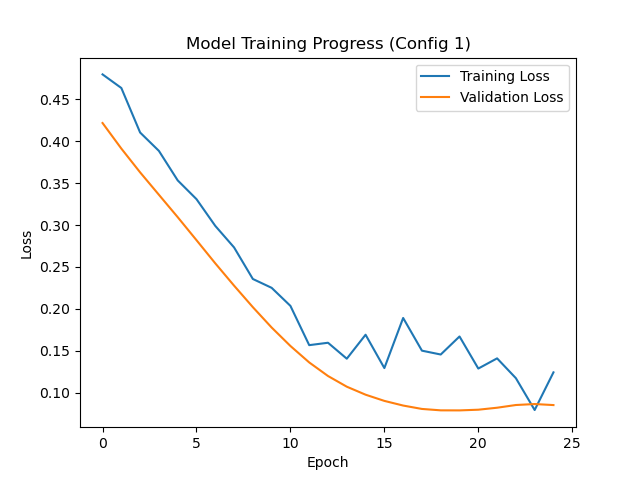 Model Training Progress (Config 1)
Training Loss
Validation Loss
0.45
0.40
0.35
0.30
0.25
0.20
0.15
0.10
Loss
0
5
10
15
20
25
Epoch